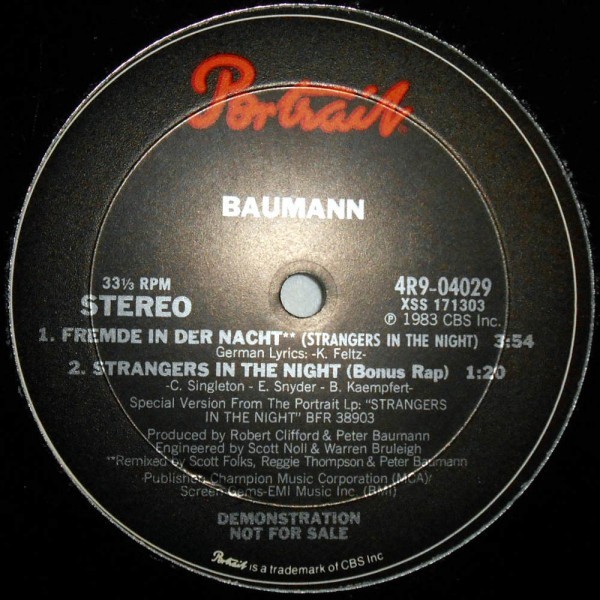 Portrait
BAUMANN
33⅓ RPM
STEREO
4R9-04029
XSS 171303
℗ 1983 CBS Inc.
1. FREMDE IN DER NACHT** (STRANGERS IN THE NIGHT) 3:54
German Lyrics: -K. Feltz-
2. STRANGERS IN THE NIGHT (Bonus Rap) 1:20
-C. Singleton - E. Snyder - B. Kaempfert-
Special Version From The Portrait Lp: "STRANGERS
IN THE NIGHT" BFR 38903
Produced by Robert Clifford & Peter Baumann
Engineered by Scott Noll & Warren Bruleigh
**Remixed by Scott Folks, Reggie Thompson & Peter Baumann
Publisher: Champion Music Corporation (MCA)/
Screen Gems-EMI Music Inc. (BMI)
DEMONSTRATION
NOT FOR SALE
Portrait is a trademark of CBS Inc